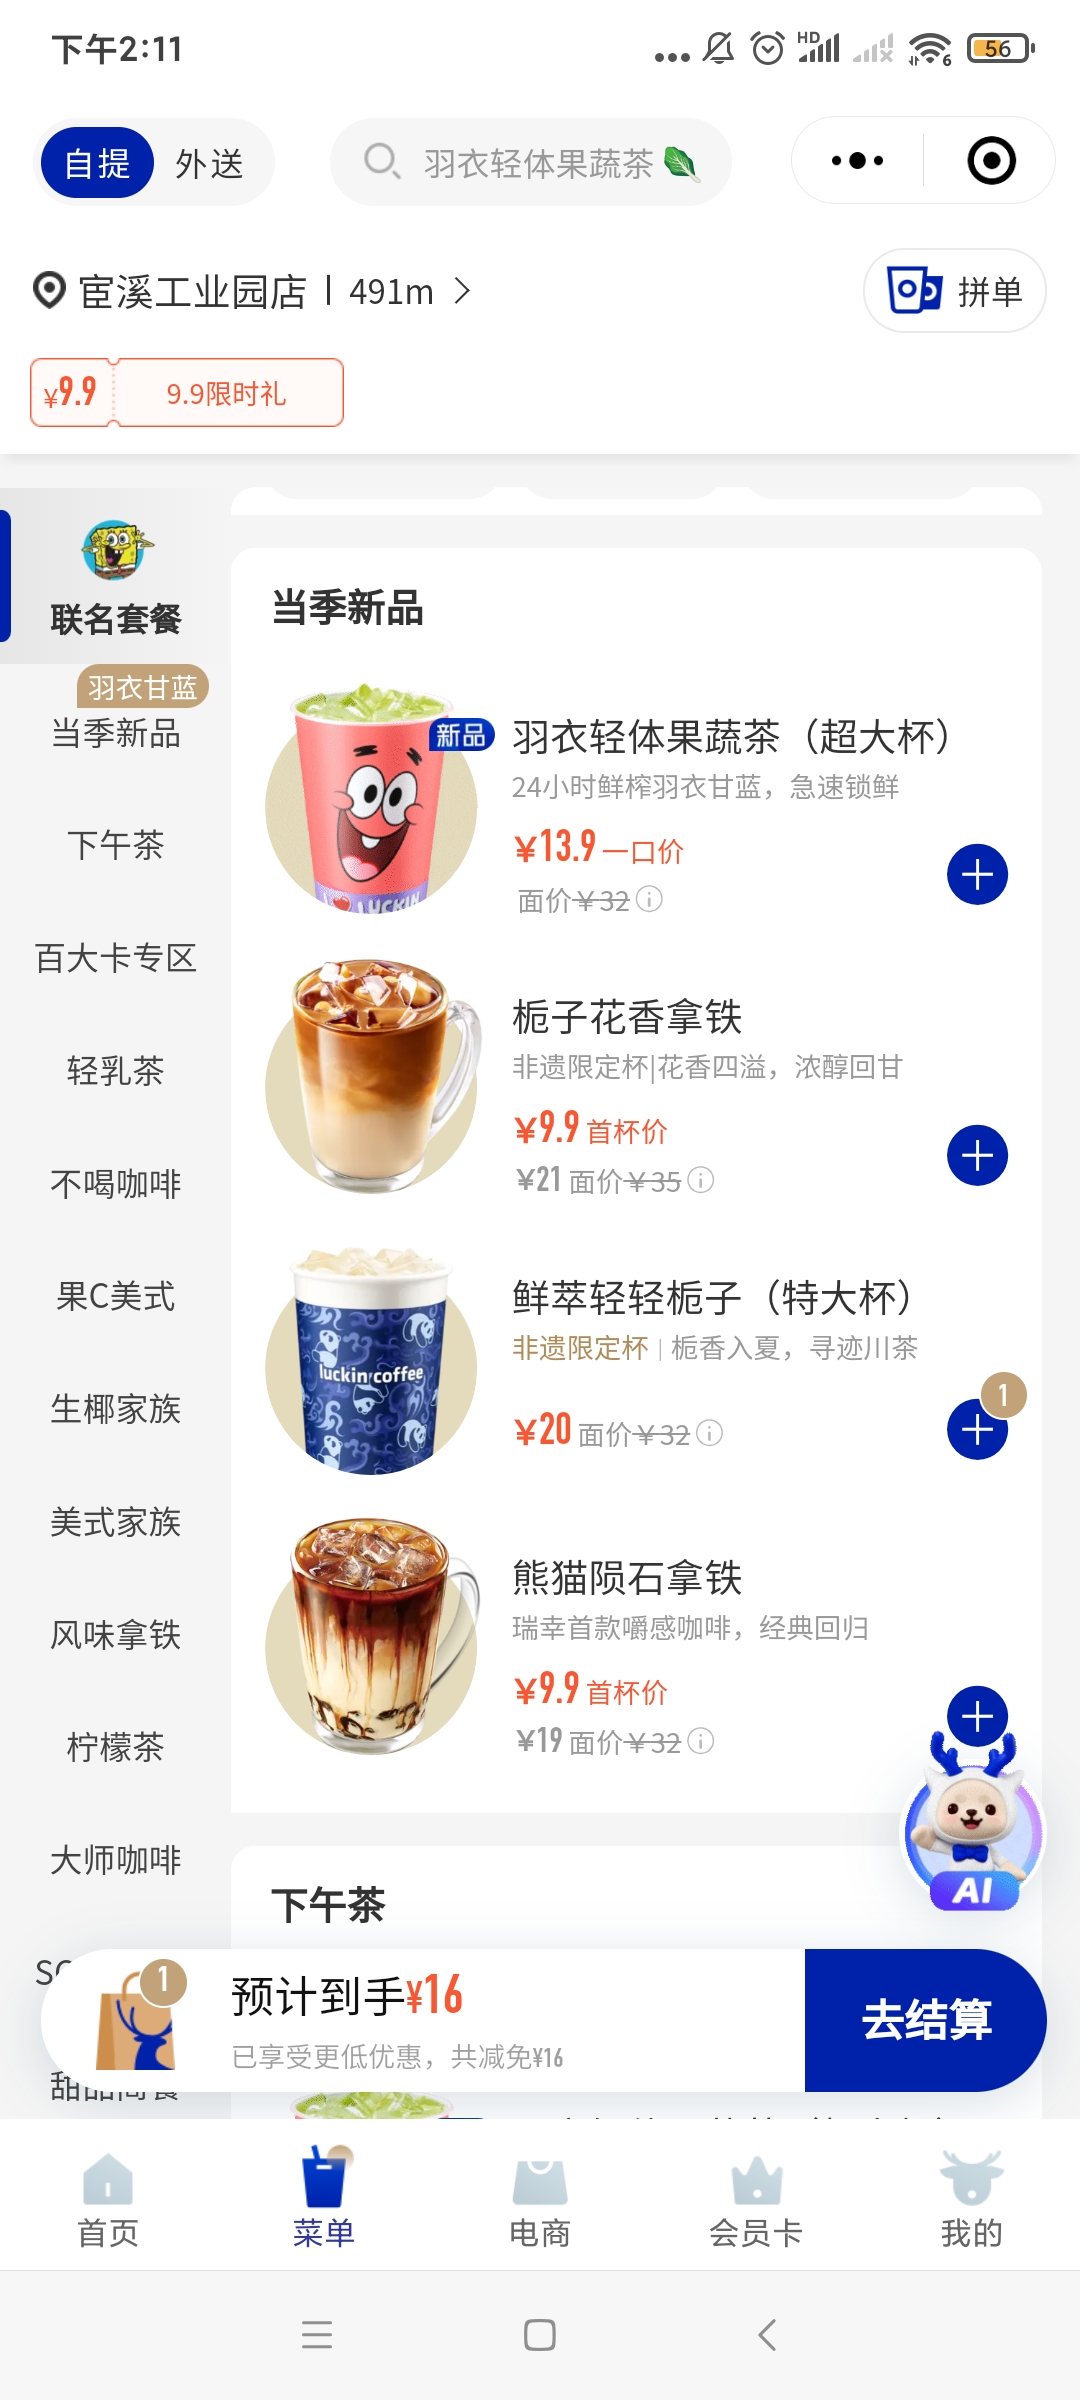 下午2:11
HD
6
56
自提
外送
羽衣轻体果蔬茶
宦溪工业园店 | 491m
拼单
¥9.9
9.9限时礼
联名套餐
羽衣甘蓝
当季新品
下午茶
百大卡专区
轻乳茶
不喝咖啡
果C美式
生椰家族
美式家族
风味拿铁
柠檬茶
大师咖啡
当季新品
新品
I LUCKIN
羽衣轻体果蔬茶（超大杯）
24小时鲜榨羽衣甘蓝，急速锁鲜
¥13.9 一口价
面价¥32
栀子花香拿铁
非遗限定杯|花香四溢，浓醇回甘
¥9.9 首杯价
¥21 面价¥35
luckin coffee
鲜萃轻轻栀子（特大杯）
非遗限定杯 | 栀香入夏，寻迹川茶
¥20 面价¥32
1
熊猫陨石拿铁
瑞幸首款嚼感咖啡，经典回归
¥9.9 首杯价
¥19 面价¥32
AI
下午茶
1
预计到手¥16
已享受更低优惠，共减免¥16
去结算
首页
菜单
电商
会员卡
我的